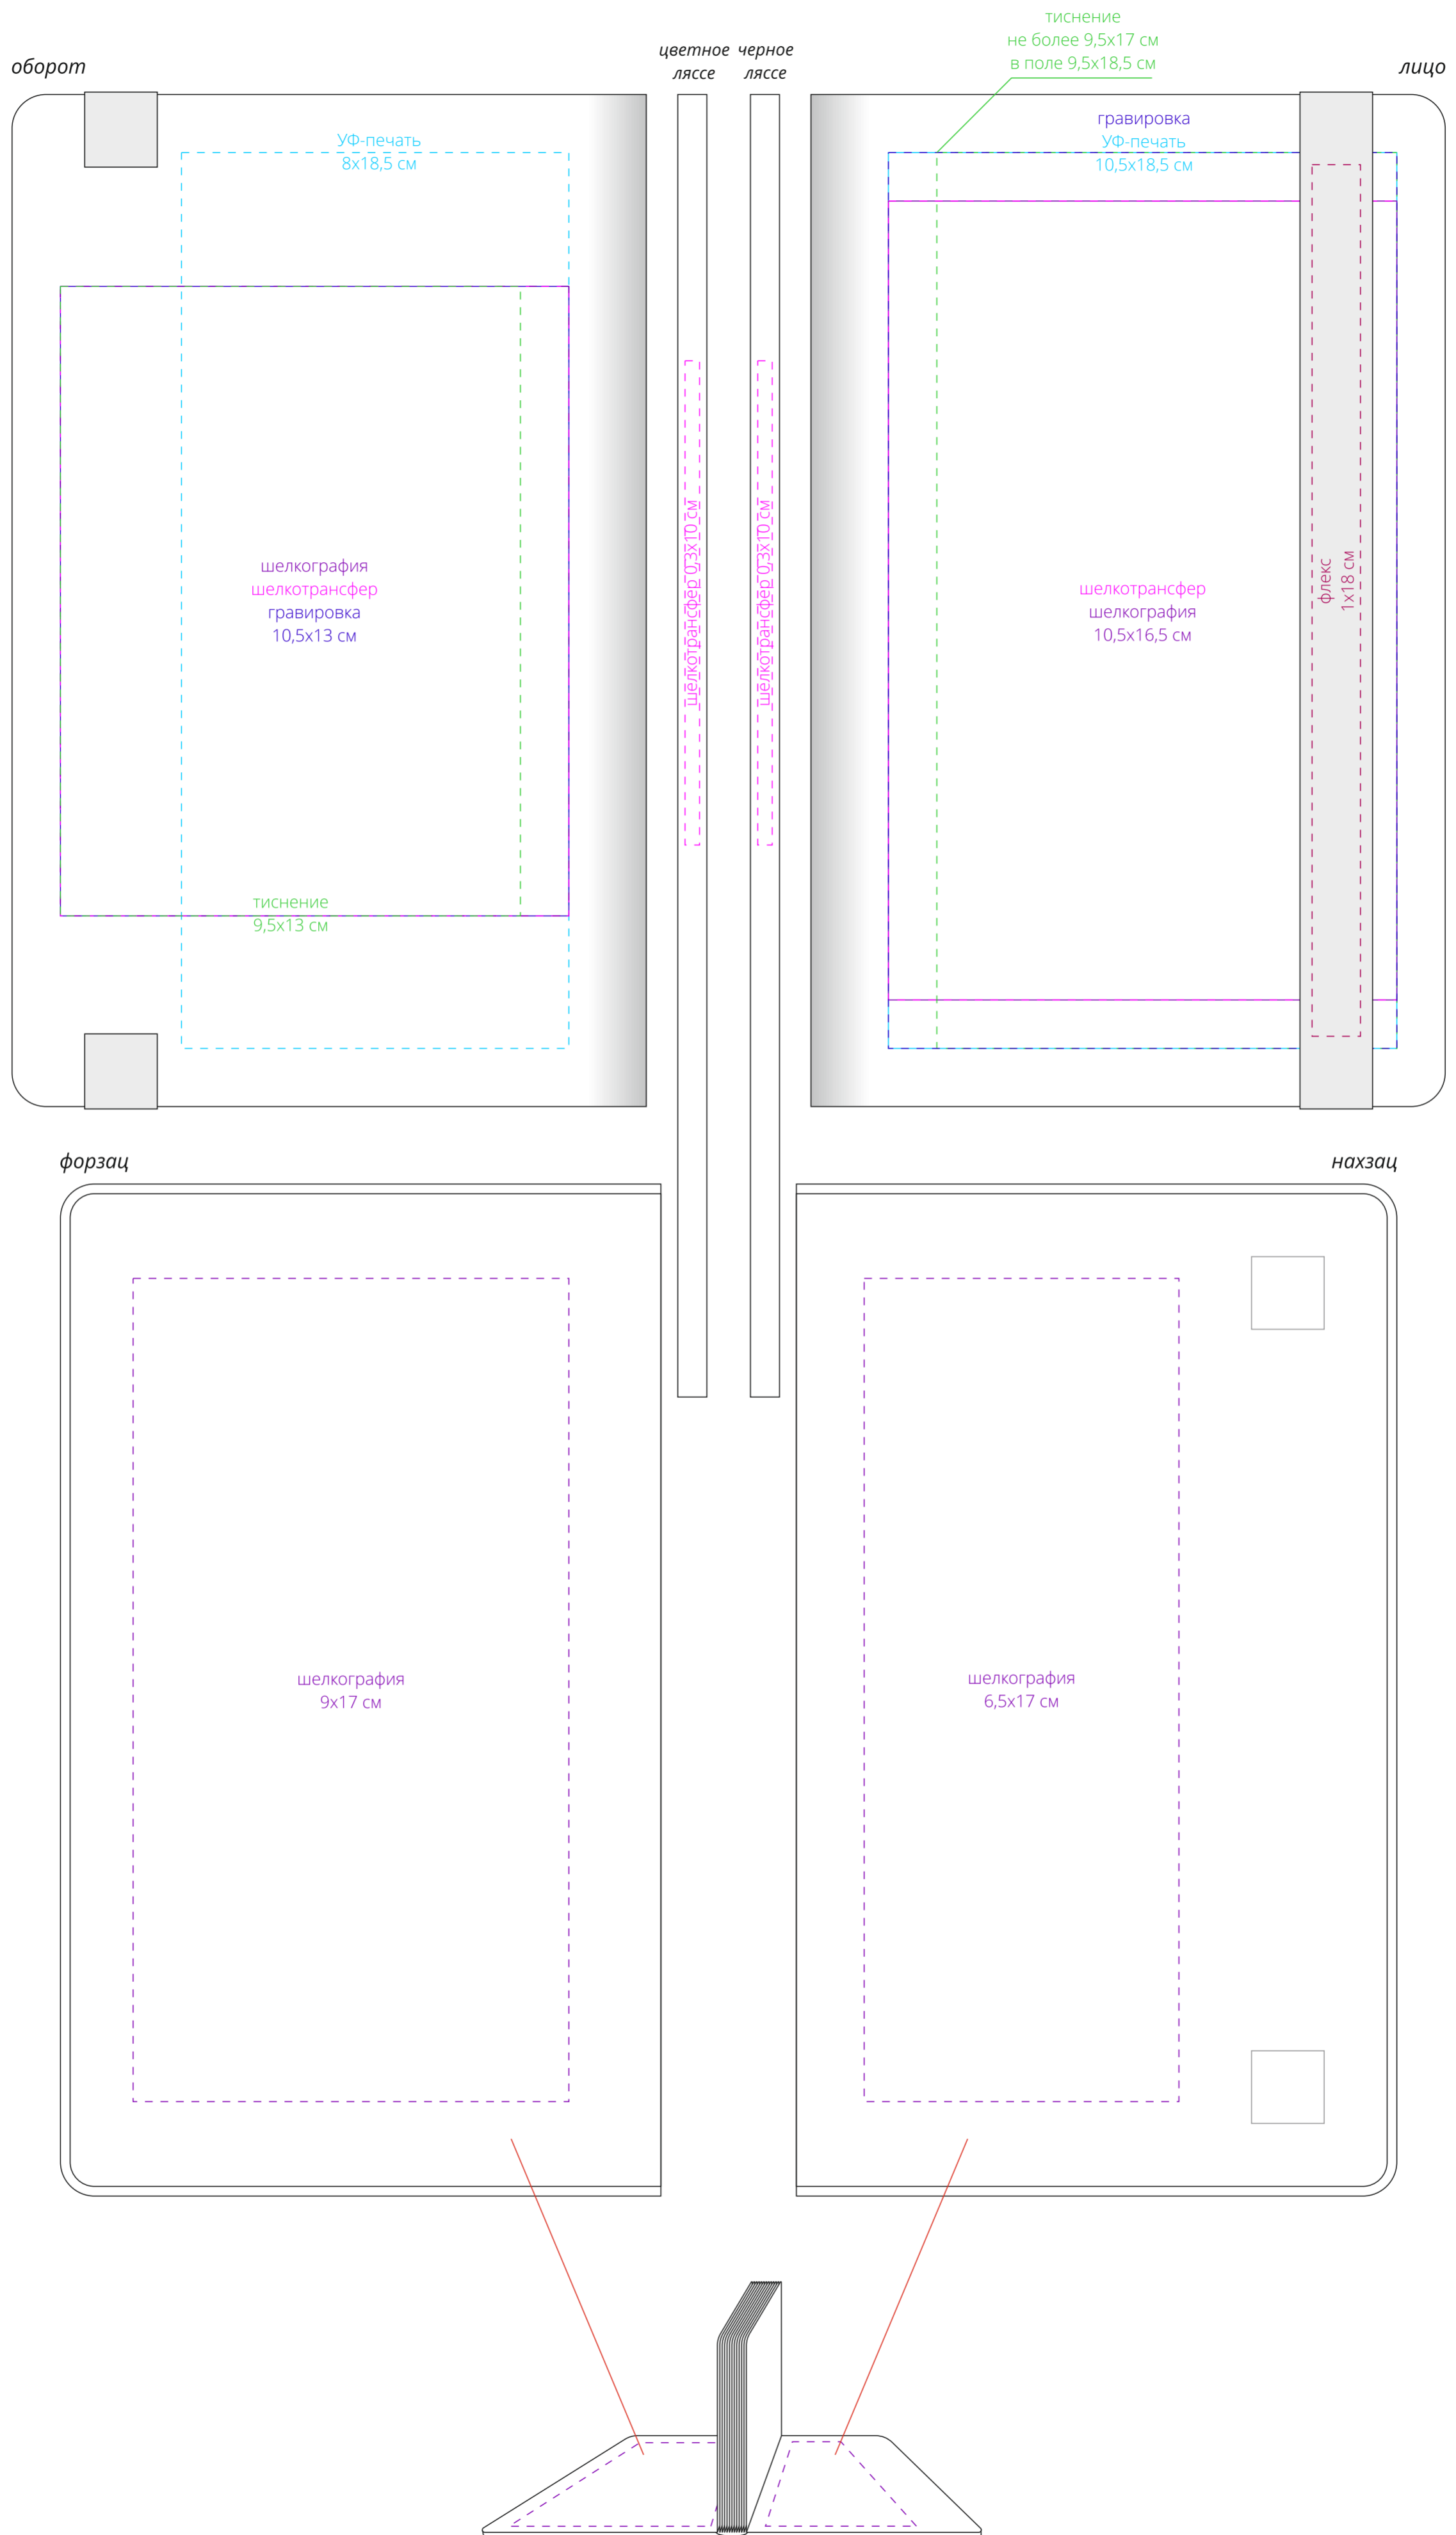 тиснение
не более 9,5х17 см
в поле 9,5х18,5 см
оборот
цветное
ляссе
черное
ляссе
лицо
УФ-печать
8х18,5 см
гравировка
УФ-печать
10,5х18,5 см
шелкография
шелкотрансфер
гравировка
10,5х13 см
тиснение
9,5х13 см
шелкотрансфер 0,3х10 см
шелкотрансфер 0,3х10 см
шелкотрансфер
шелкография
10,5х16,5 см
флекс
1х18 см
форзац
нахзац
шелкография
9х17 см
шелкография
6,5х17 см